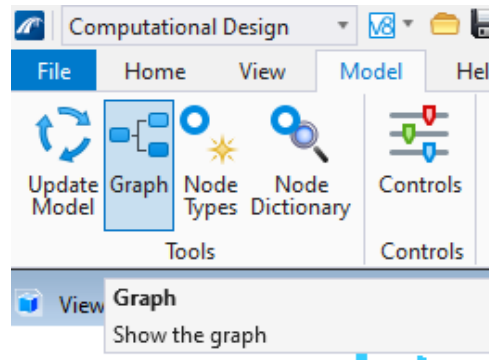 Computational Design
V8
File Home View Model
Update Model Graph Node Types Node Dictionary Controls
Tools Controls
View Graph
Show the graph